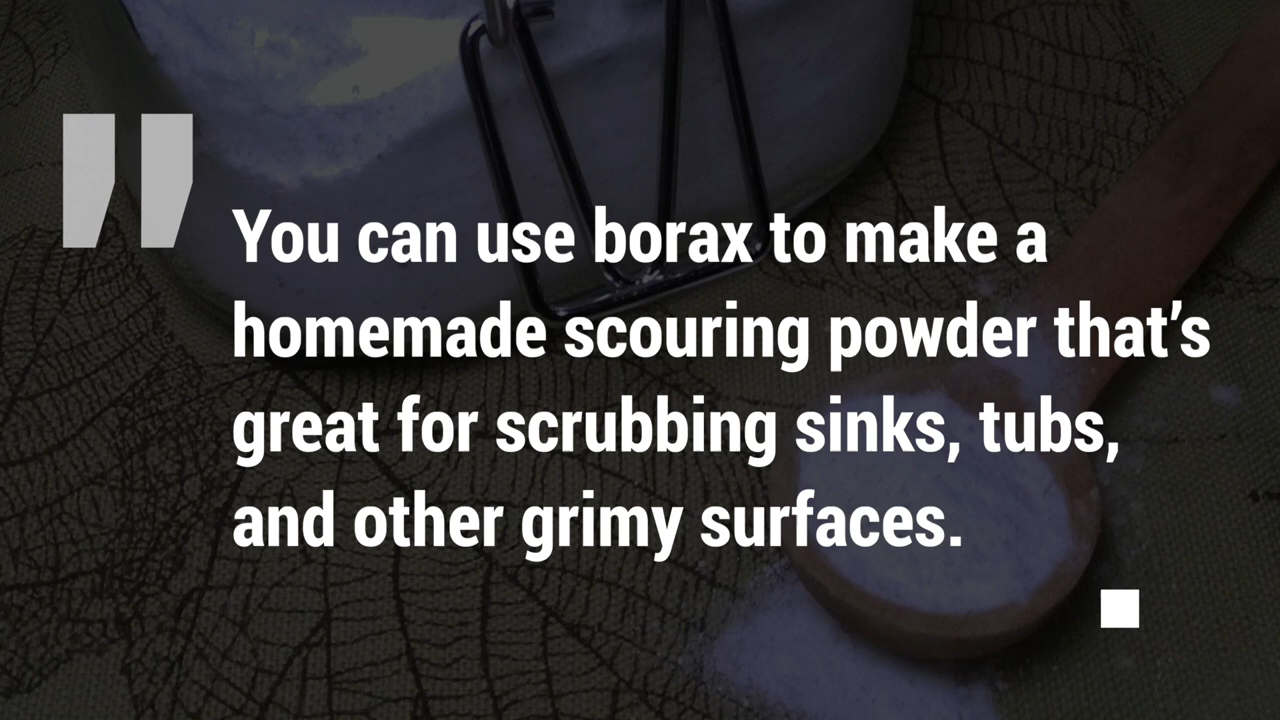 "
You can use borax to make a
homemade scouring powder that’s
great for scrubbing sinks, tubs,
and other grimy surfaces.